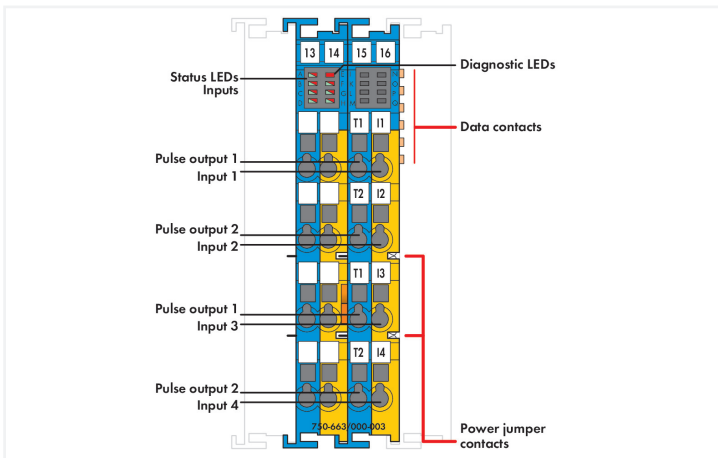 13 14 15 16
Status LEDs
Inputs
Diagnostic LEDs
A
B
C
D
F
G
H
K
L
M
N
O
P
Q
Data contacts
T1 I1
Pulse output 1
Input 1
T2 I2
Pulse output 2
Input 2
T1 I3
Pulse output 1
Input 3
T2 I4
Pulse output 2
Input 4
750-663/000-003
Power jumper
contacts